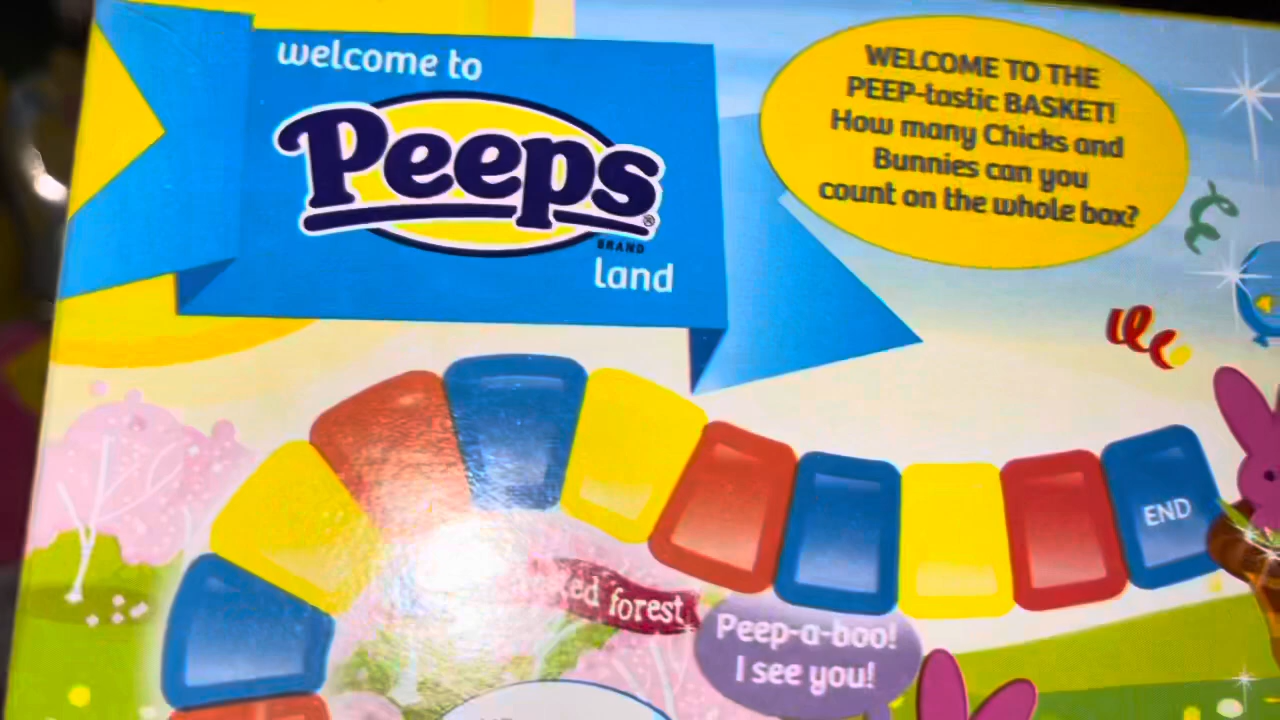 welcome to
Peeps®
BRAND
land
WELCOME TO THE
PEEP-tastic BASKET!
How many Chicks and
Bunnies can you
count on the whole box?
END
forest
Peep-a-boo!
I see you!